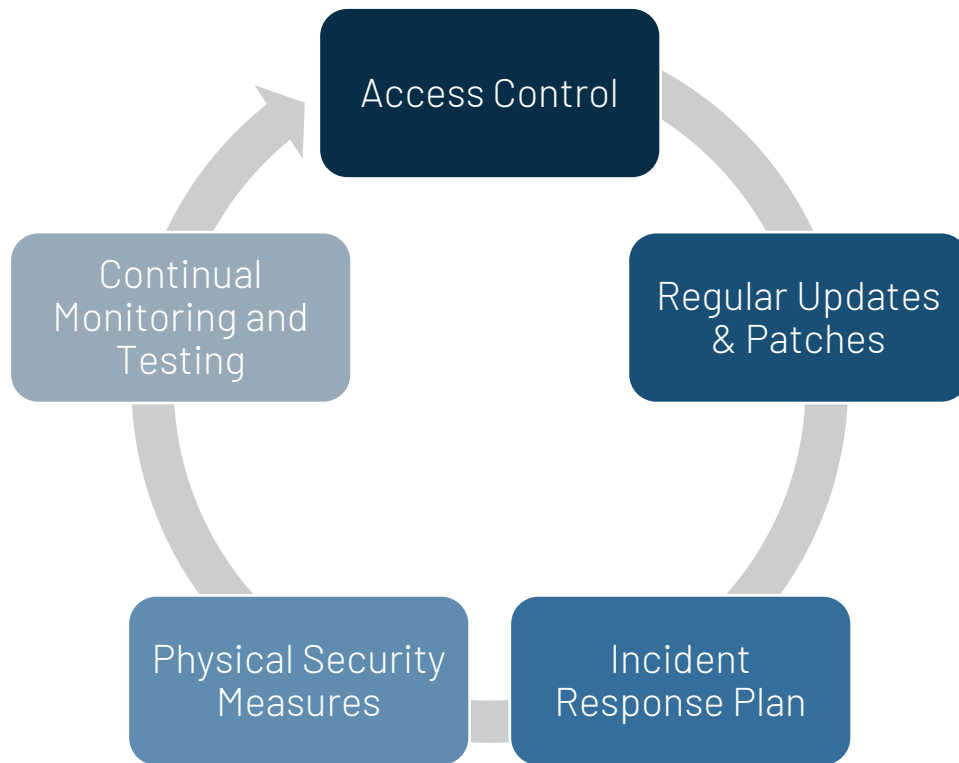 Access Control
Regular Updates
& Patches
Incident
Response Plan
Physical Security
Measures
Continual
Monitoring and
Testing